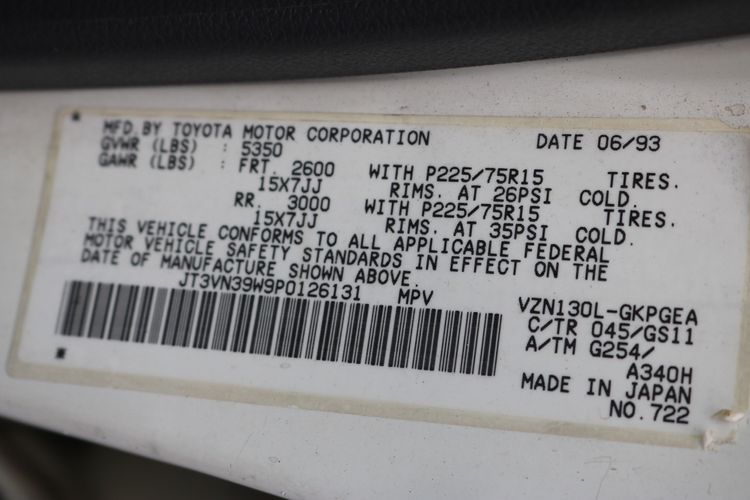 MFD. BY TOYOTA MOTOR CORPORATION DATE 06/93
GVWR (LBS) : 5350
GAWR (LBS) : FRT. 2600 WITH P225/75R15 TIRES.
15X7JJ RIMS. AT 26PSI COLD.
RR. 3000 WITH P225/75R15 TIRES.
15X7JJ RIMS. AT 35PSI COLD.
THIS VEHICLE CONFORMS TO ALL APPLICABLE FEDERAL
MOTOR VEHICLE SAFETY STANDARDS IN EFFECT ON THE
DATE OF MANUFACTURE SHOWN ABOVE.
JT3VN39W9P0126131 MPV VZN130L-GKPGEA
C/TR 045/GS11
A/TM G254/
A340H
MADE IN JAPAN
NO. 722